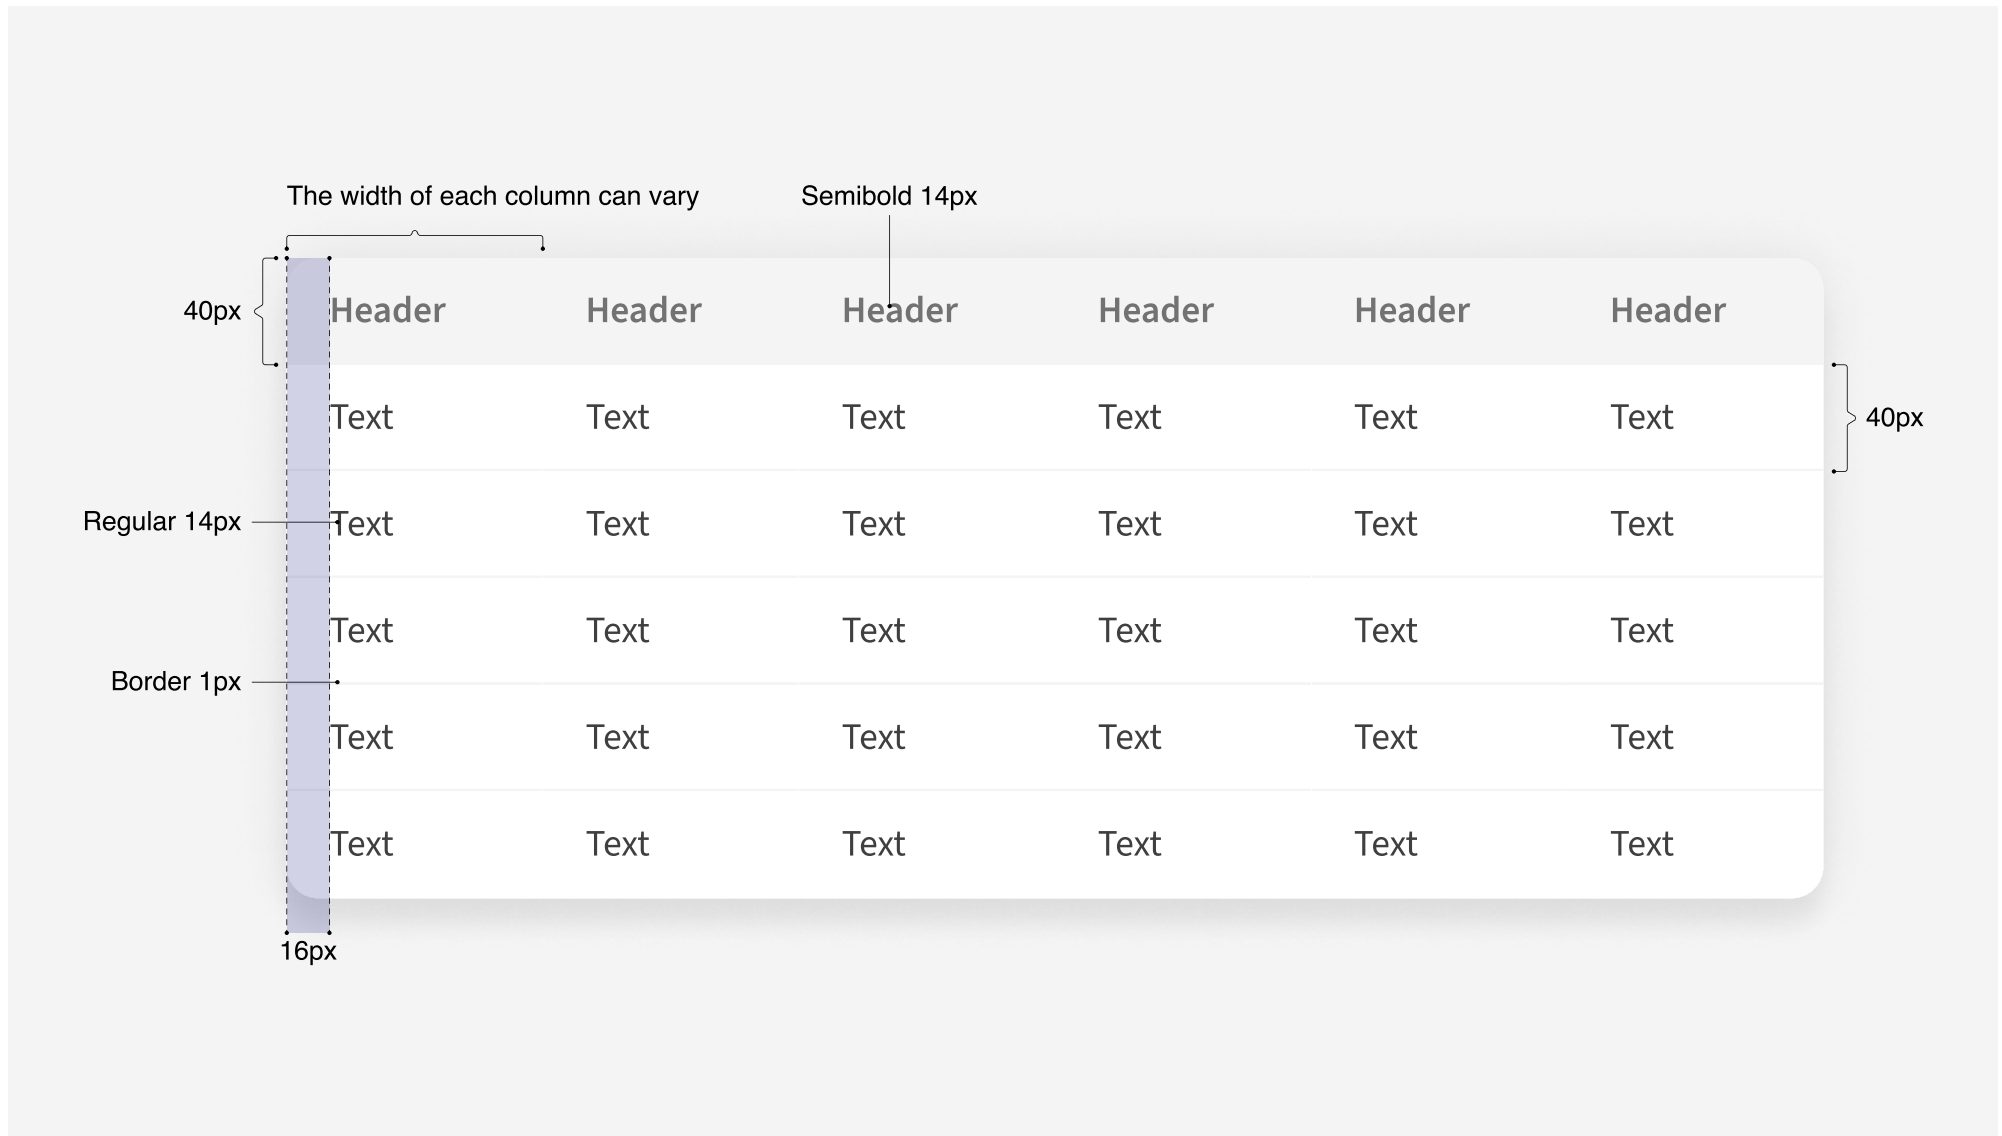 The width of each column can vary
Semibold 14px
40px
Header Header Header Header Header Header
Text Text Text Text Text Text
40px
Regular 14px
Text Text Text Text Text Text
Text Text Text Text Text Text
Border 1px
Text Text Text Text Text Text
Text Text Text Text Text Text
16px